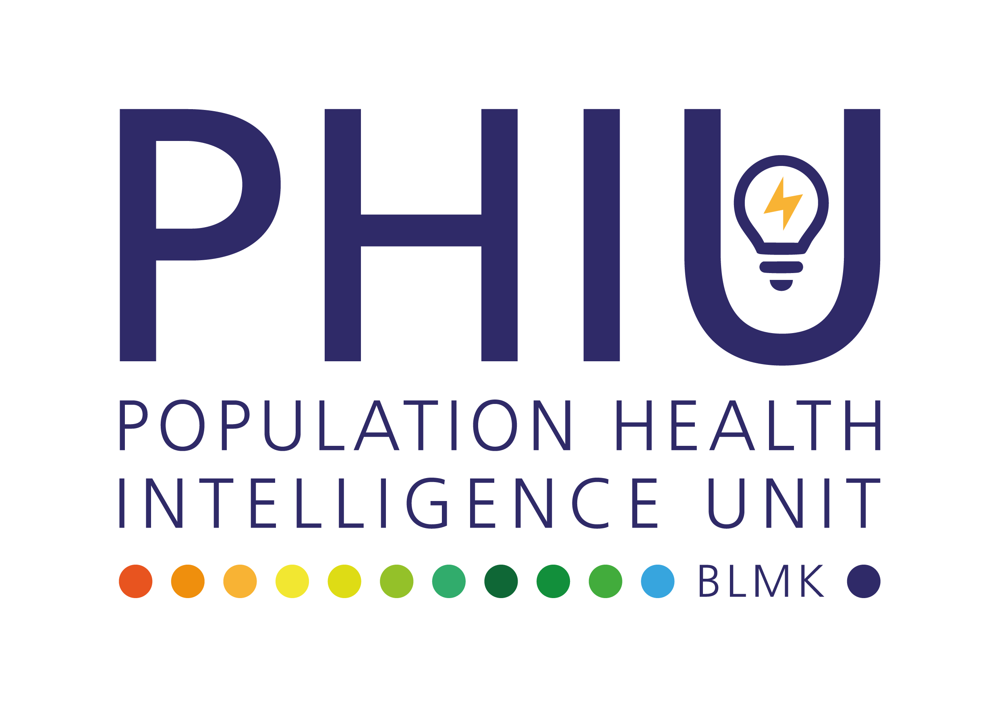 PHIU
POPULATION HEALTH
INTELLIGENCE UNIT
BLMK